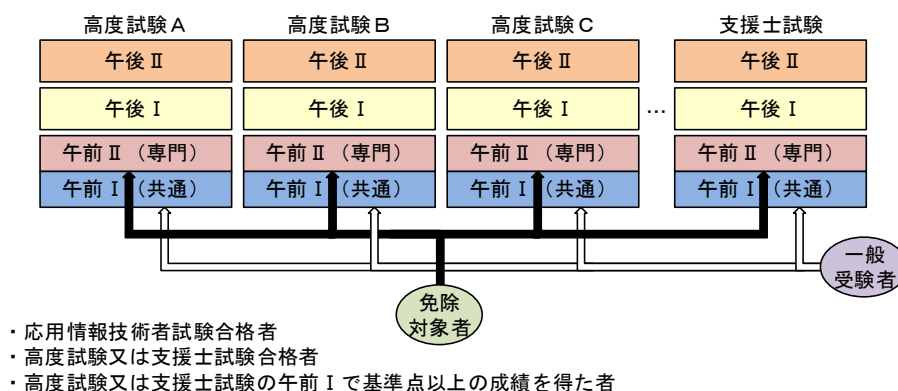 高度試験A 高度試験B 高度試験C 支援士試験
午後Ⅱ 午後Ⅱ 午後Ⅱ 午後Ⅱ
午後Ⅰ 午後Ⅰ 午後Ⅰ … 午後Ⅰ
午前Ⅱ(専門) 午前Ⅱ(専門) 午前Ⅱ(専門) 午前Ⅱ(専門)
午前Ⅰ(共通) 午前Ⅰ(共通) 午前Ⅰ(共通) 午前Ⅰ(共通)
一般
受験者
免除
対象者
・応用情報技術者試験合格者
・高度試験又は支援士試験合格者
・高度試験又は支援士試験の午前Ⅰで基準点以上の成績を得た者